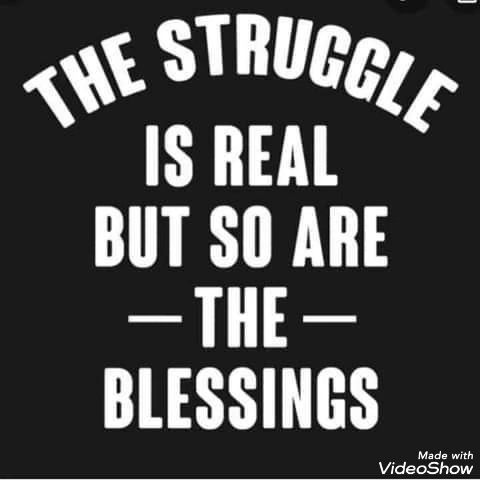 THE STRUGGLE
IS REAL
BUT SO ARE
— THE —
BLESSINGS
Made with
VideoShow